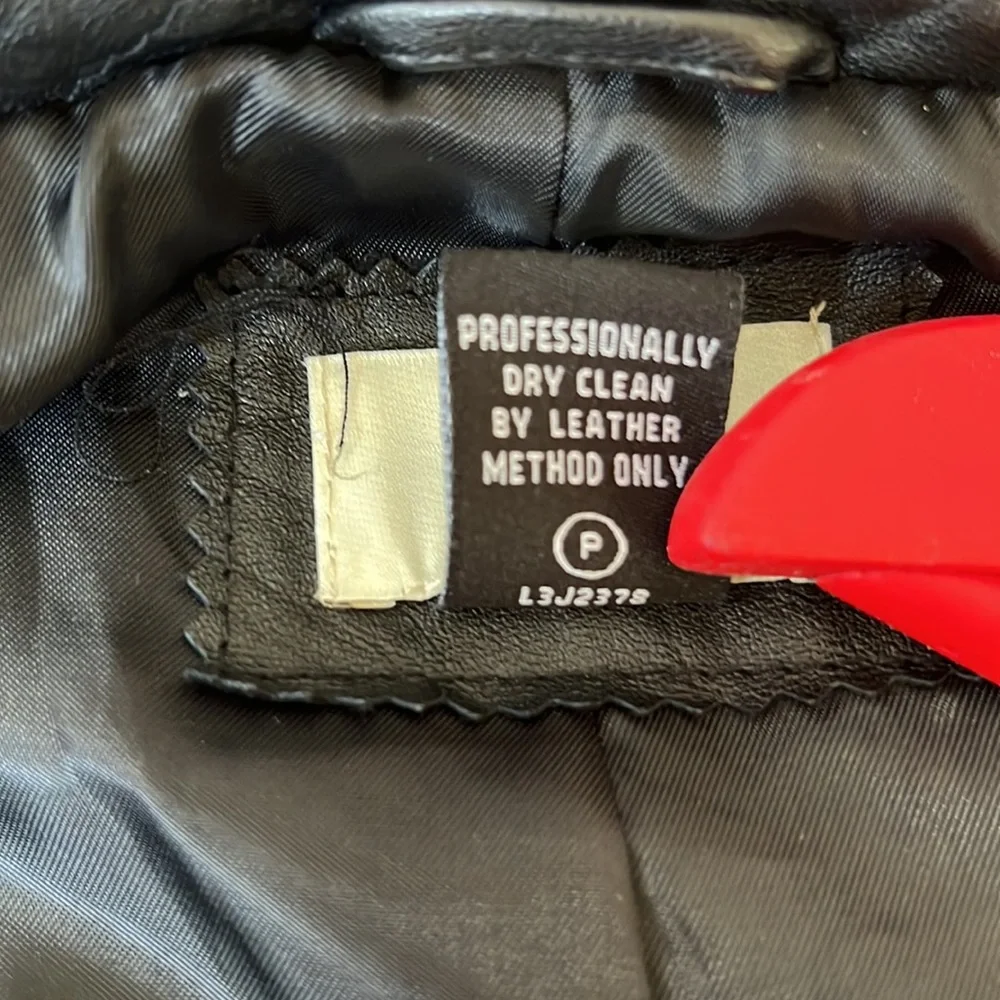 PROFESSIONALLY
DRY CLEAN
BY LEATHER
METHOD ONLY
P
L3J2378